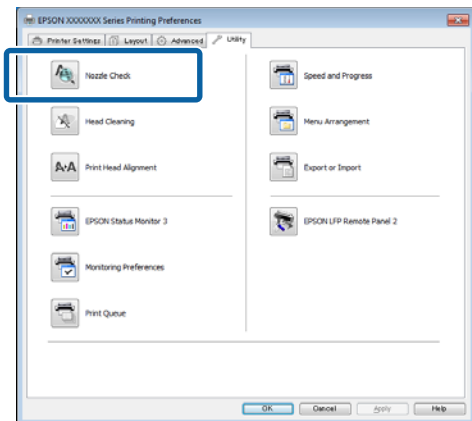 EPSON XXXXXXX Series Printing Preferences
Printer Settings Layout Advanced Utility
Nozzle Check
Speed and Progress
Head Cleaning
Menu Arrangement
Print Head Alignment
Export or Import
EPSON Status Monitor 3
EPSON LFP Remote Panel 2
Monitoring Preferences
Print Queue
OK Cancel Apply Help